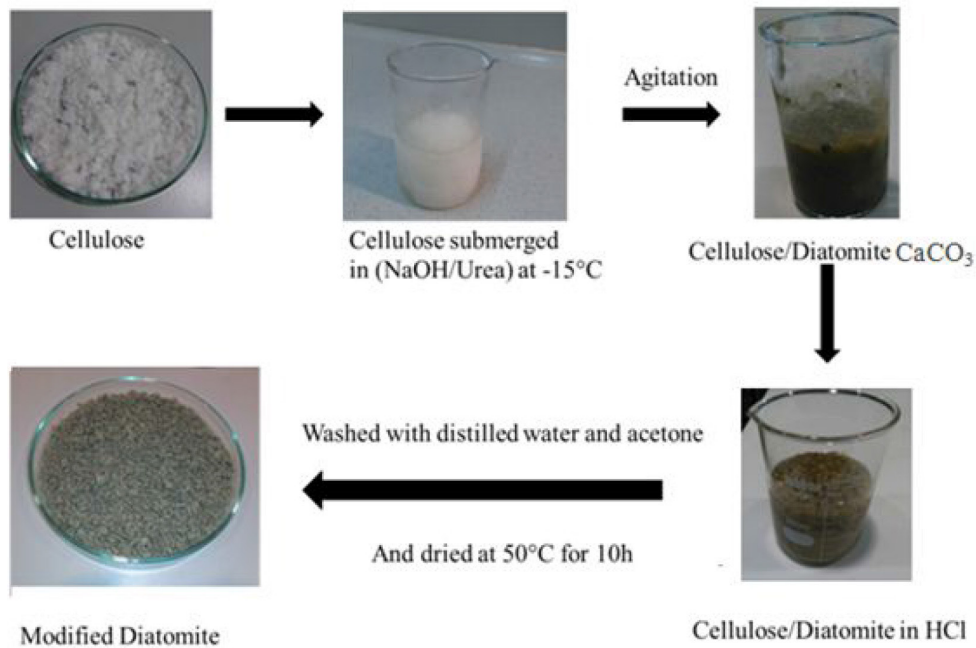 Agitation
Cellulose
Cellulose submerged
in (NaOH/Urea) at -15°C
Cellulose/Diatomite CaCO₃
Washed with distilled water and acetone
And dried at 50°C for 10h
Modified Diatomite
Cellulose/Diatomite in HCl